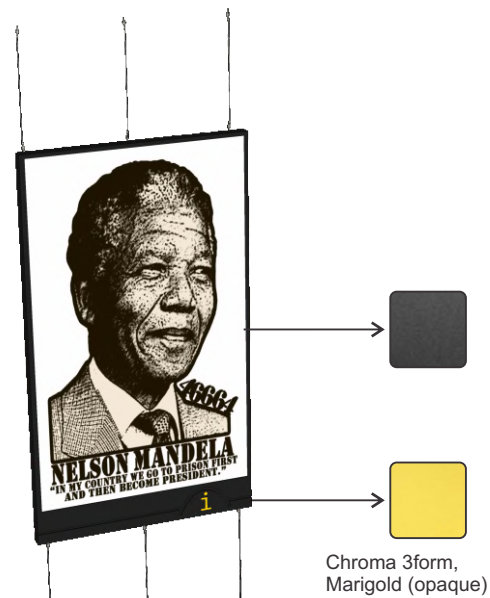 46664
NELSON MANDELA
"IN MY COUNTRY WE GO TO PRISON FIRST
AND THEN BECOME PRESIDENT."
i
Chroma 3form,
Marigold (opaque)